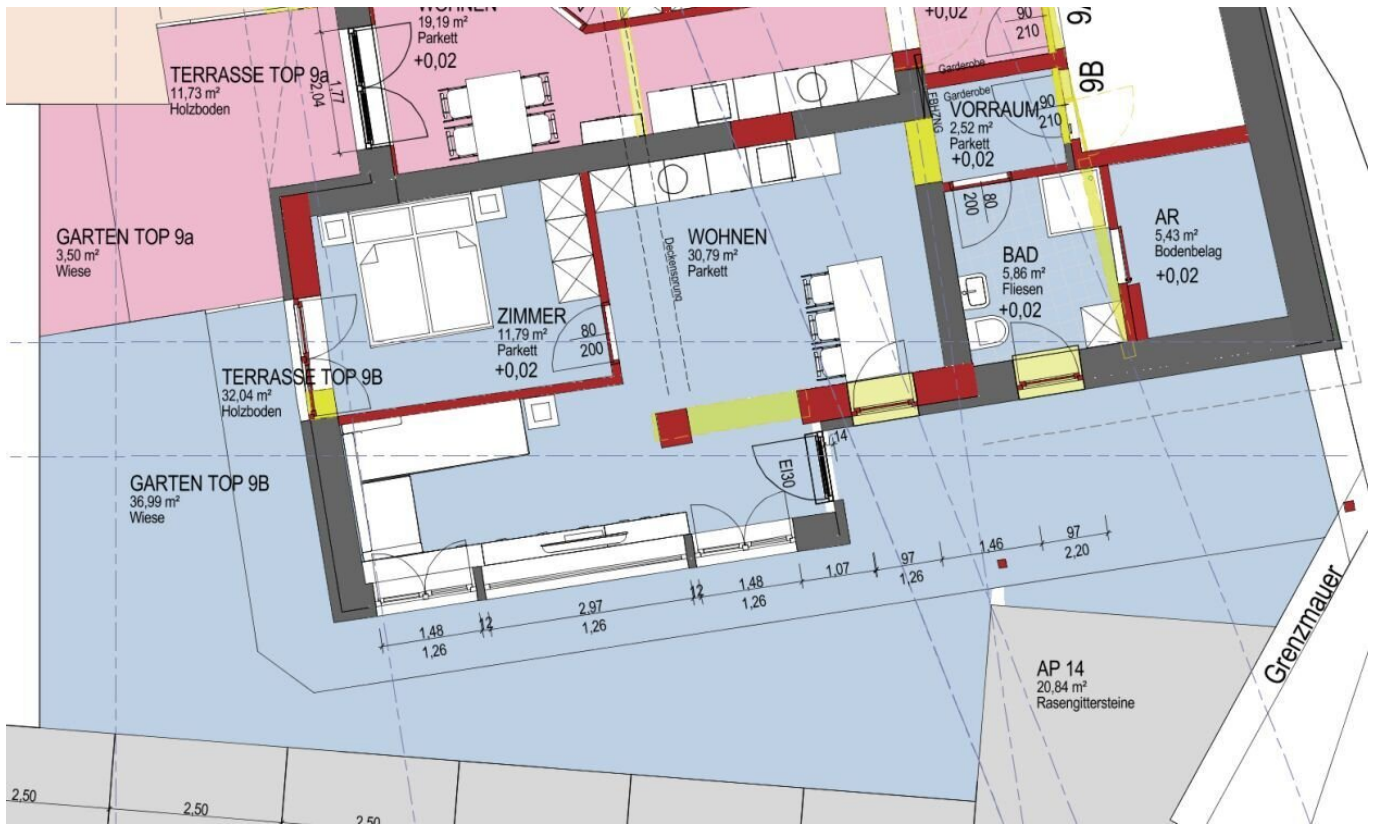 WOHNEN
19,19 m²
Parkett
+0,02
+0,02
90
210
9B
TERRASSE TOP 9a
11,73 m²
Holzboden
1,77
2,04
Garderobe
Garderobe
FBHZNG
VORRAUM
2,52 m²
Parkett
+0,02
90
210
GARTEN TOP 9a
3,50 m²
Wiese
WOHNEN
30,79 m²
Parkett
Deckensprung
80
200
BAD
5,86 m²
Fliesen
+0,02
AR
5,43 m²
Bodenbelag
+0,02
ZIMMER
11,79 m²
Parkett
+0,02
80
200
TERRASSE TOP 9B
32,04 m²
Holzboden
14
EI30
GARTEN TOP 9B
36,99 m²
Wiese
1,48
1,26
12
2,97
1,26
12
1,48
1,26
1,07
97
1,26
1,46
97
2,20
Grenzmauer
AP 14
20,84 m²
Rasengittersteine
2,50
2,50
2,50